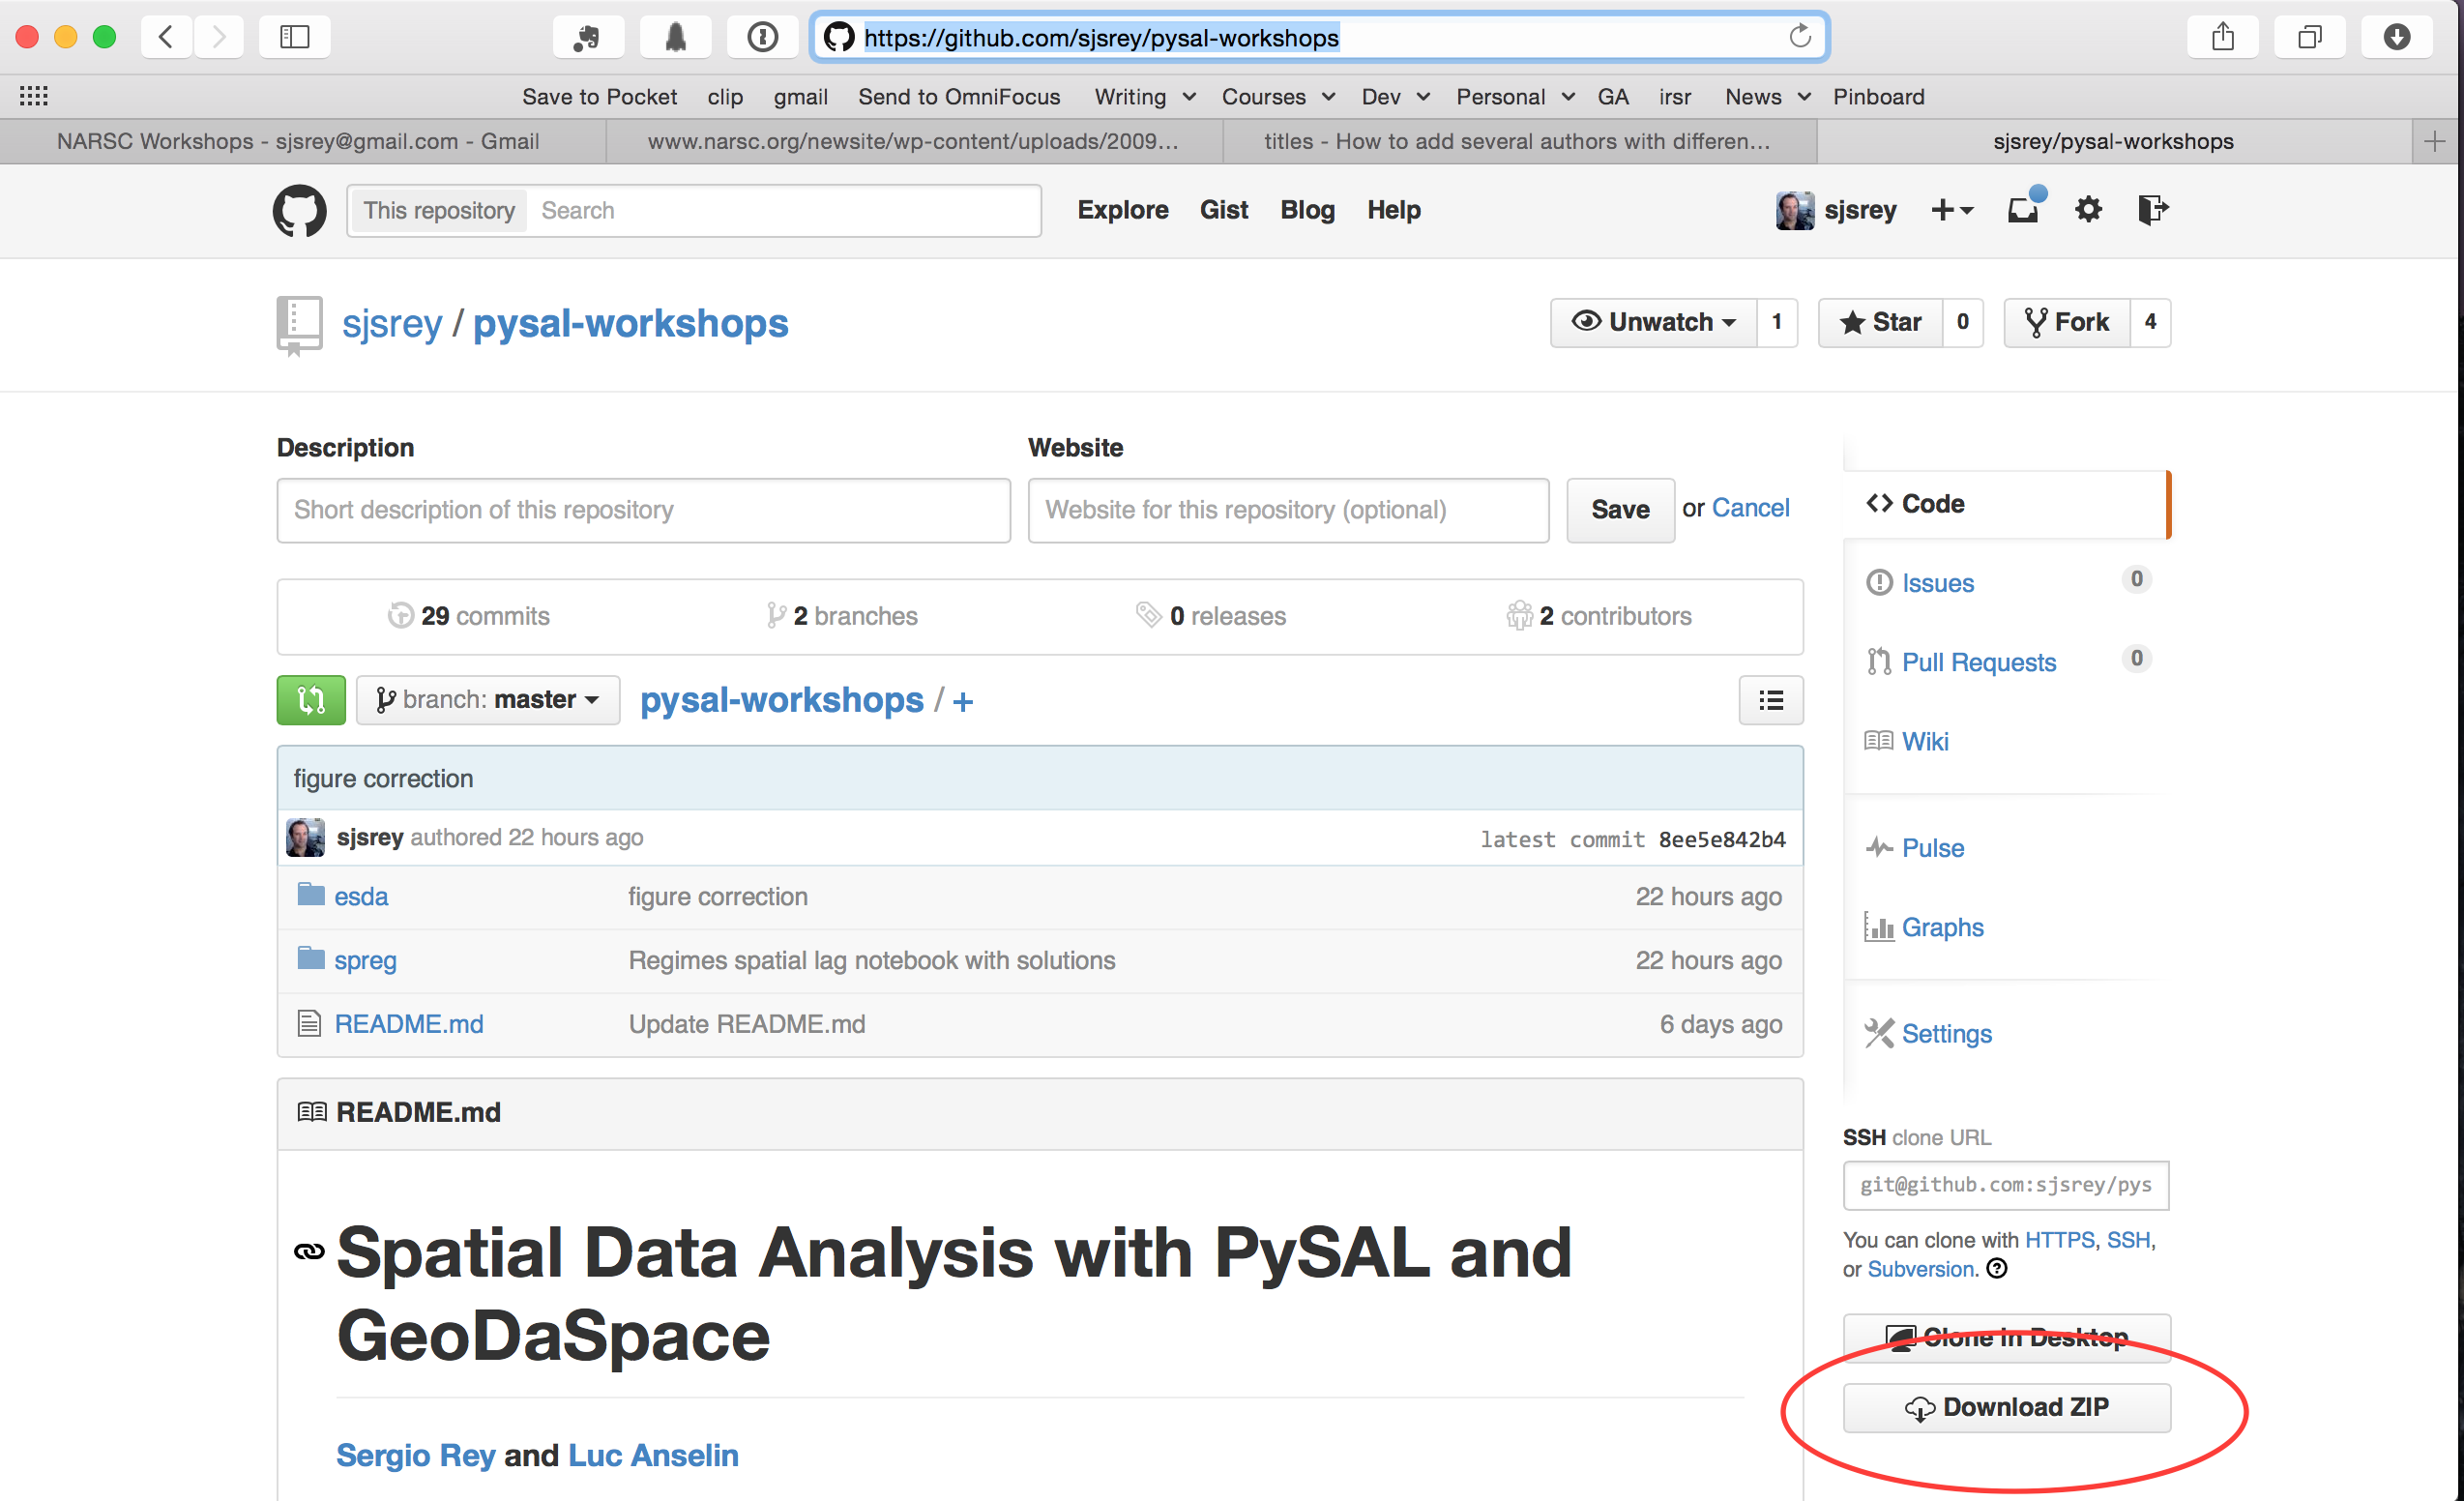 https://github.com/sjsrey/pysal-workshops
Save to Pocket clip gmail Send to OmniFocus Writing Courses Dev Personal GA irsr News Pinboard
NARSC Workshops - sjsrey@gmail.com - Gmail www.narsc.org/newsite/wp-content/uploads/2009... titles - How to add several authors with differen... sjsrey/pysal-workshops
This repository Search Explore Gist Blog Help sjsrey
sjsrey / pysal-workshops Unwatch 1 Star 0 Fork 4
Description Website
Short description of this repository Website for this repository (optional) Save or Cancel
29 commits 2 branches 0 releases 2 contributors
branch: master pysal-workshops / +
figure correction
sjsrey authored 22 hours ago latest commit 8ee5e842b4
esda figure correction 22 hours ago
spreg Regimes spatial lag notebook with solutions 22 hours ago
README.md Update README.md 6 days ago
README.md
Spatial Data Analysis with PySAL and
GeoDaSpace
Sergio Rey and Luc Anselin
Code
Issues 0
Pull Requests 0
Wiki
Pulse
Graphs
Settings
SSH clone URL
git@github.com:sjsrey/pys
You can clone with HTTPS, SSH,
or Subversion.
Clone in Desktop
Download ZIP